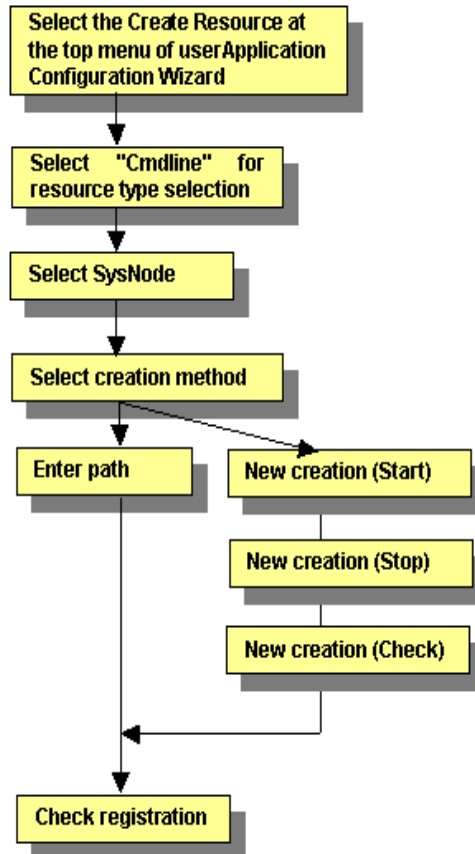 Select the Create Resource at
the top menu of userApplication
Configuration Wizard
Select "Cmdline" for
resource type selection
Select SysNode
Select creation method
Enter path
New creation (Start)
New creation (Stop)
New creation (Check)
Check registration